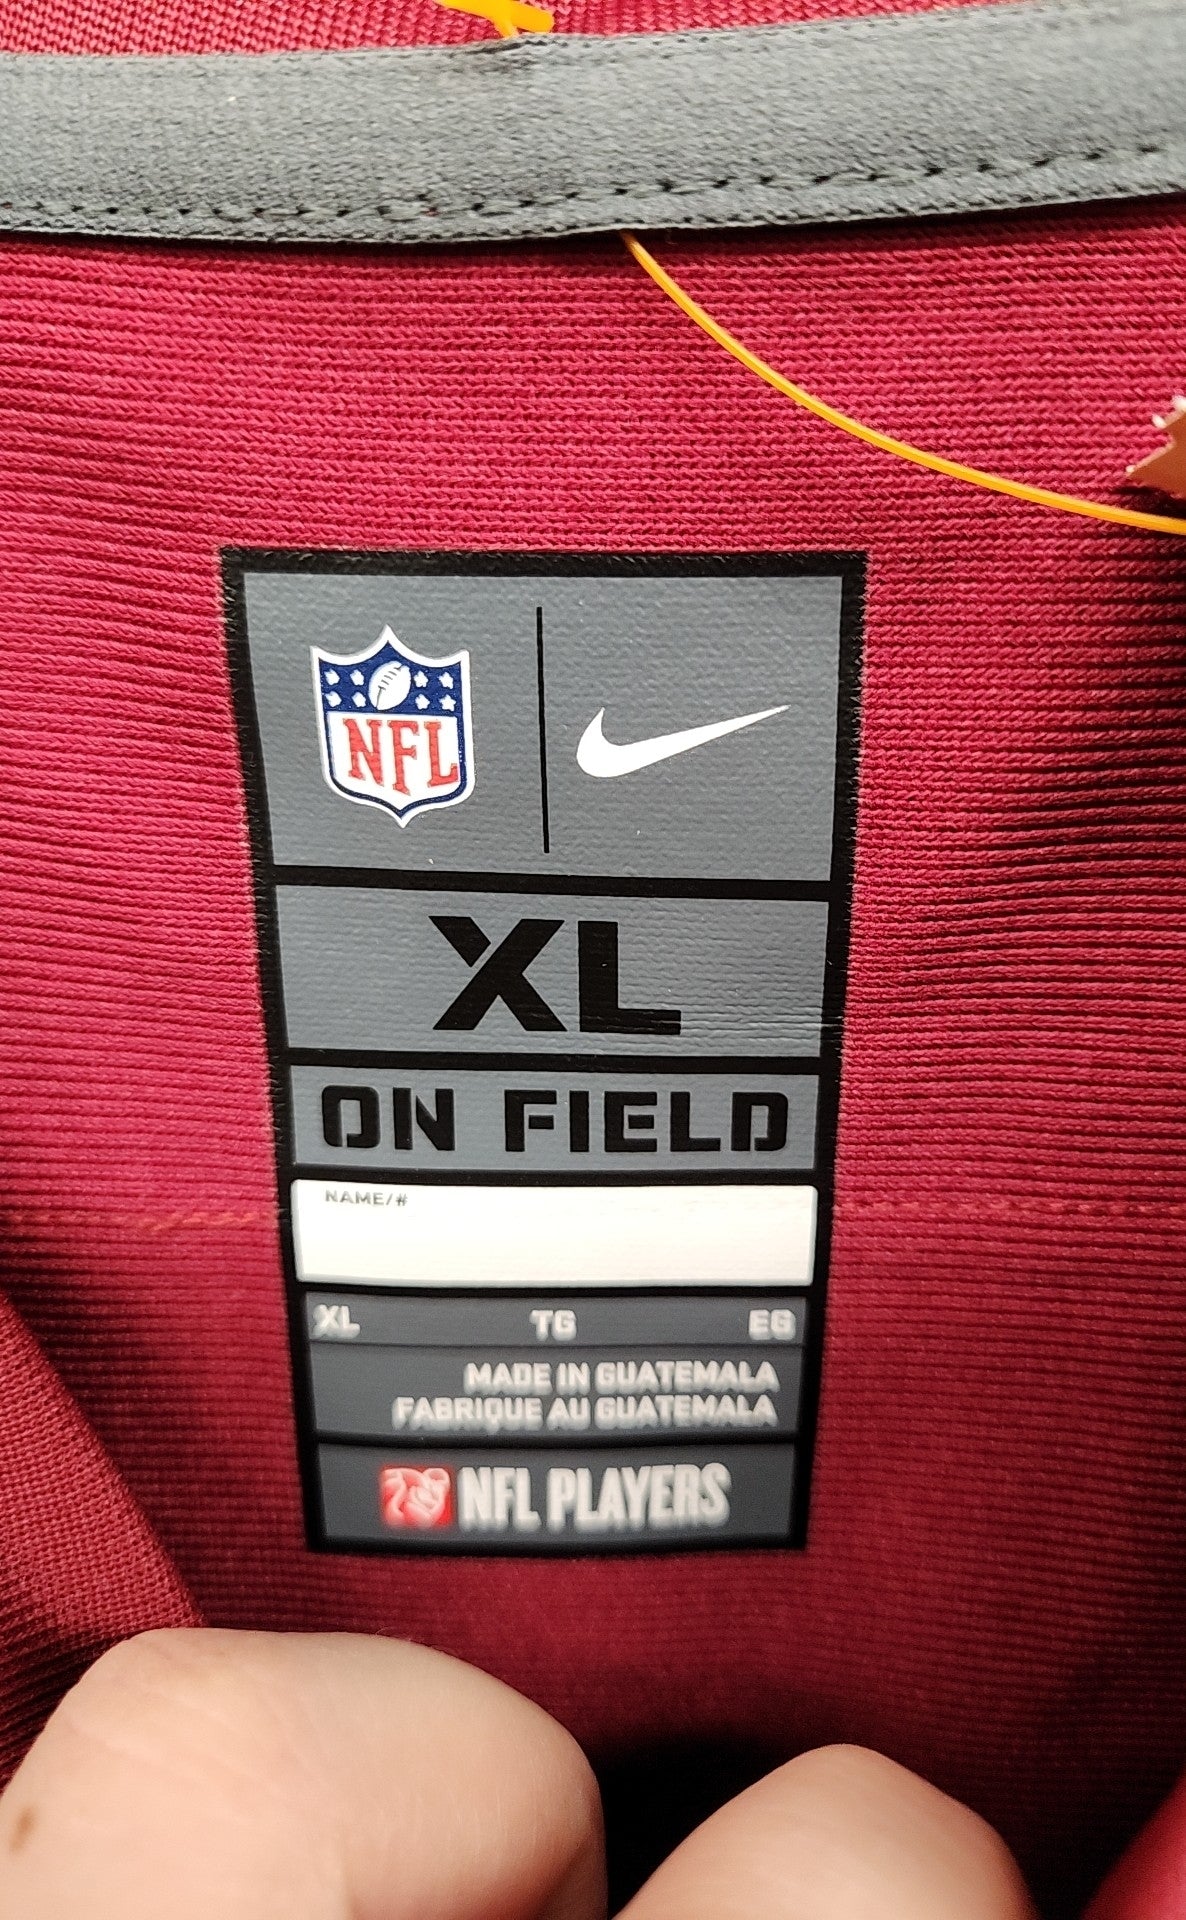 NFL
XL
ON FIELD
NAME/#
XL TG EG
MADE IN GUATEMALA
FABRIQUE AU GUATEMALA
NFL PLAYERS